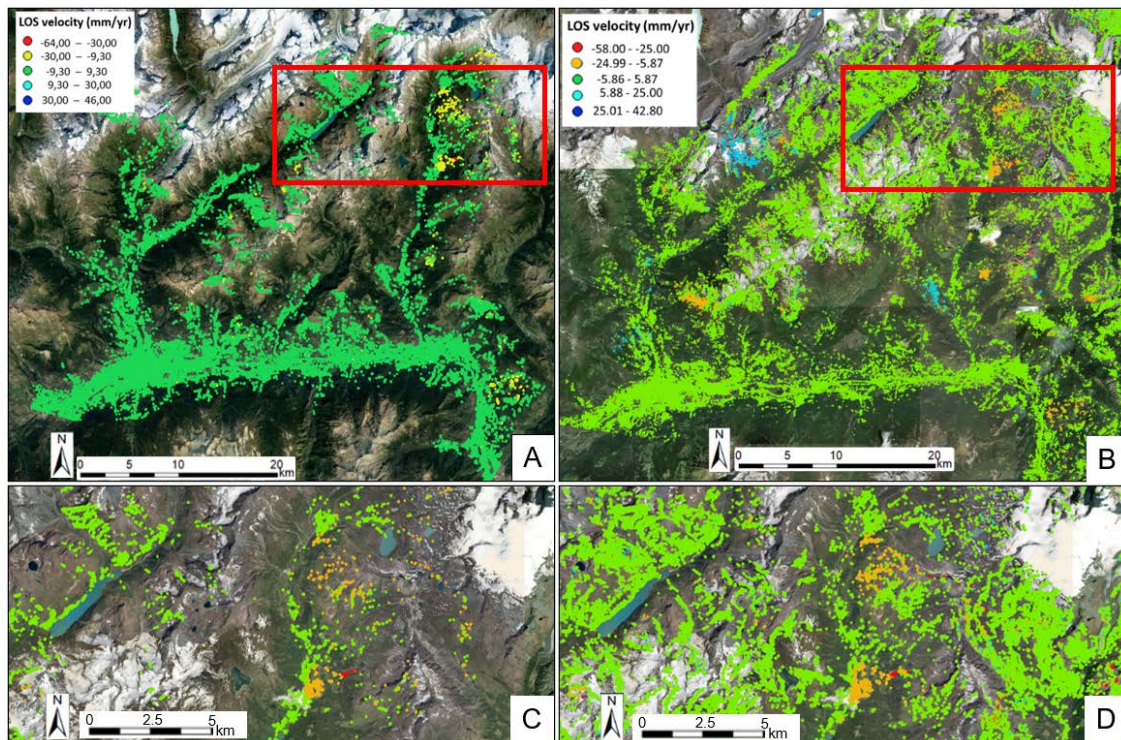 LOS velocity (mm/yr)
-64,00 – -30,00
-30,00 – -9,30
-9,30 – 9,30
9,30 – 30,00
30,00 – 46,00
N
0 5 10 20
km
A
LOS velocity (mm/yr)
-58.00 - -25.00
-24.99 - -5.87
-5.86 - 5.87
5.88 - 25.00
25.01 - 42.80
N
0 5 10 20
km
B
N
0 2.5 5
km
C
N
0 2.5 5
km
D